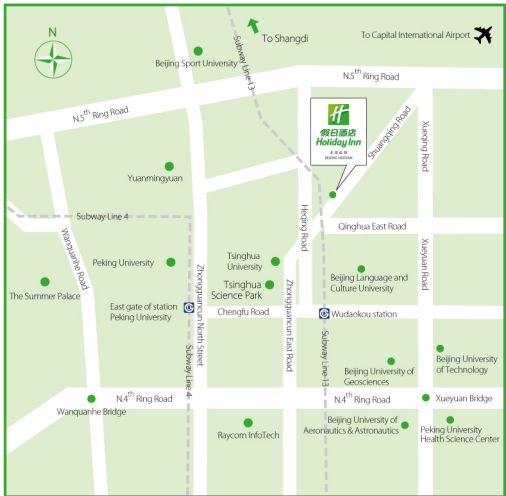 N
To Shangdi
To Capital International Airport
Beijing Sport University
Subway Line 13
N.5th Ring Road
N.5th Ring Road
假日酒店
Holiday Inn
BEIJING HAIDIAN
Shuangqing Road
Xueqing Road
Yuanmingyuan
Heqing Road
Subway Line 4
Qinghua East Road
Wanquanhe Road
Peking University
Zhongguancun North Street
Tsinghua
University
Tsinghua
Science Park
Zhongguancun East Road
Beijing Language and
Culture University
Xueyuan Road
The Summer Palace
East gate of station
Peking University
Chengfu Road
Wudaokou station
Subway Line 4
Subway Line 13
Beijing University of
Geosciences
Beijing University
of Technology
N.4th Ring Road
N.4th Ring Road
Xueyuan Bridge
Wanquanhe Bridge
Raycom InfoTech
Beijing University of
Aeronautics & Astronautics
Peking University
Health Science Center